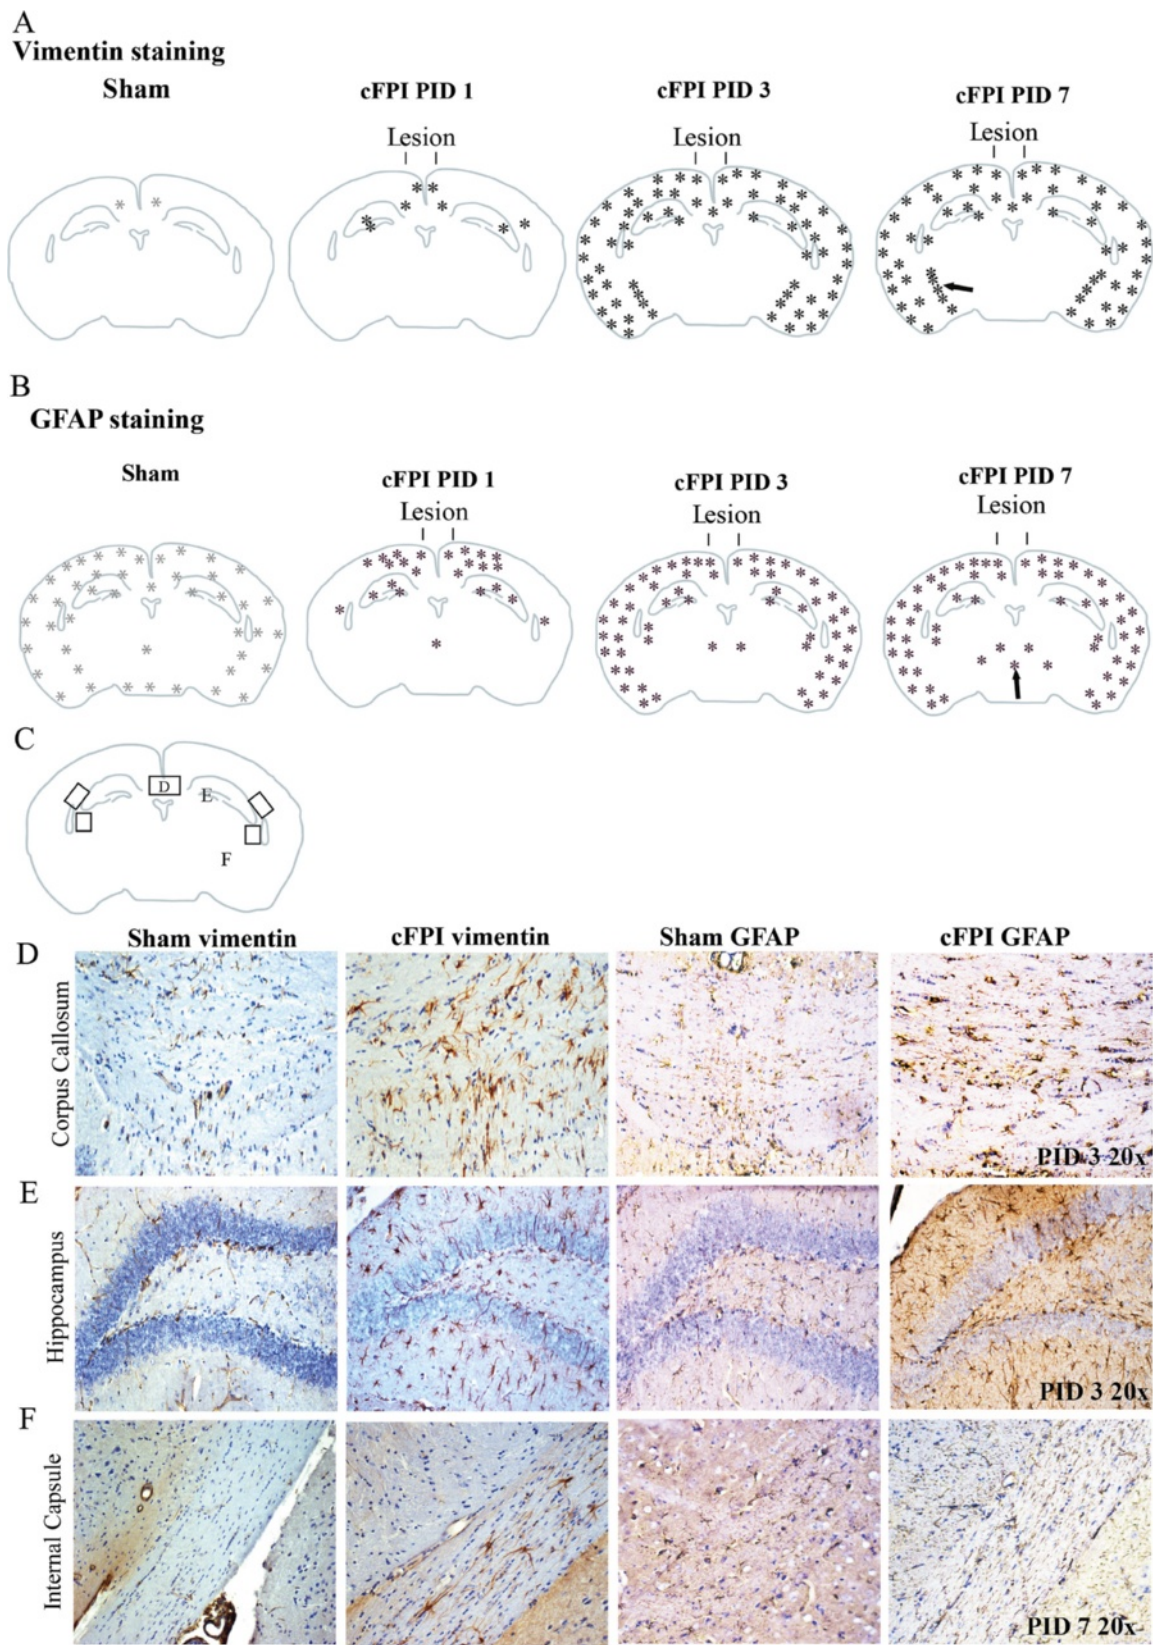 A
Vimentin staining
Sham
cFPI PID 1
cFPI PID 3
cFPI PID 7
Lesion
Lesion
Lesion
B
GFAP staining
Sham
cFPI PID 1
cFPI PID 3
cFPI PID 7
Lesion
Lesion
Lesion
C
D
E
F
Sham vimentin
cFPI vimentin
Sham GFAP
cFPI GFAP
D
Corpus Callosum
PID 3 20x
E
Hippocampus
PID 3 20x
F
Internal Capsule
PID 7 20x